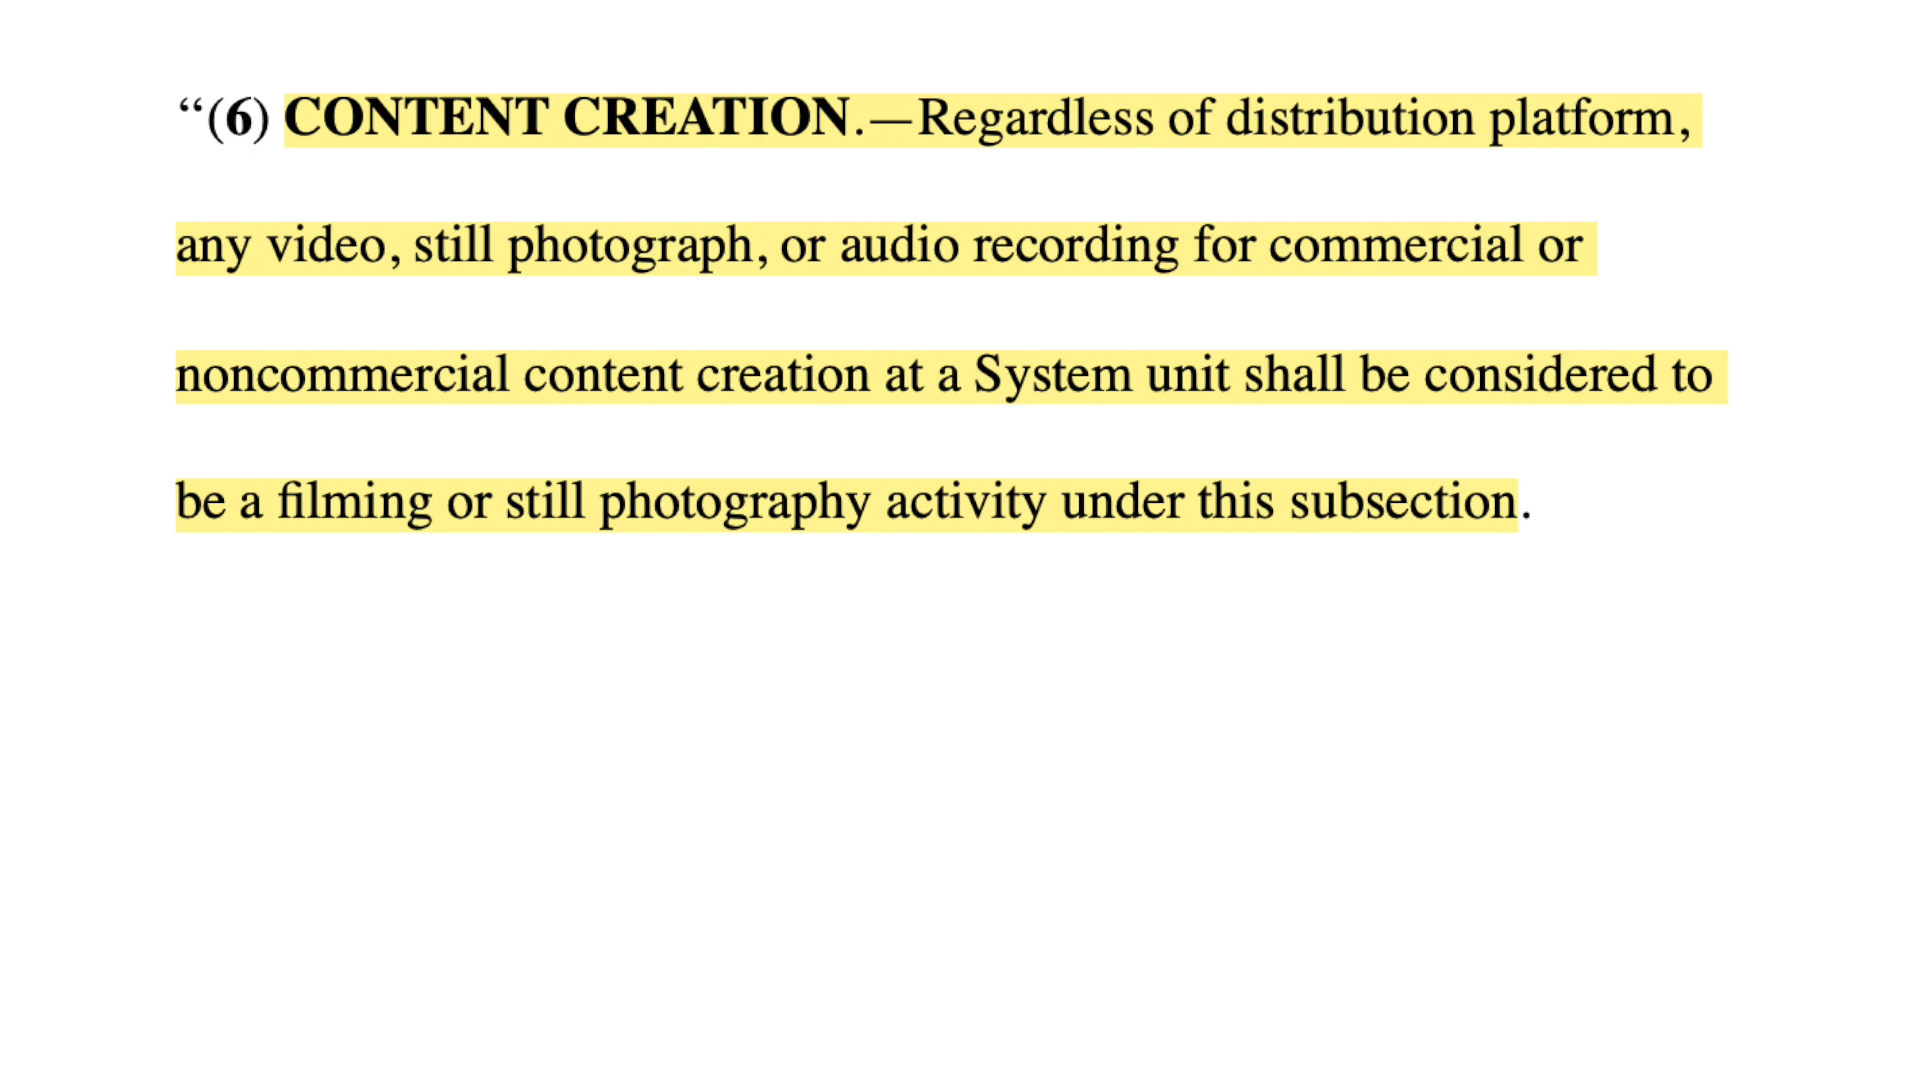 “(6) CONTENT CREATION.—Regardless of distribution platform,
any video, still photograph, or audio recording for commercial or
noncommercial content creation at a System unit shall be considered to
be a filming or still photography activity under this subsection.